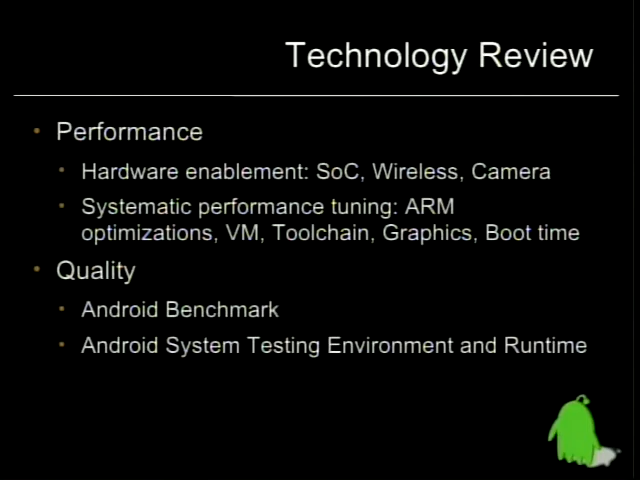 Technology Review
• Performance
• Hardware enablement: SoC, Wireless, Camera
• Systematic performance tuning: ARM
optimizations, VM, Toolchain, Graphics, Boot time
• Quality
• Android Benchmark
• Android System Testing Environment and Runtime